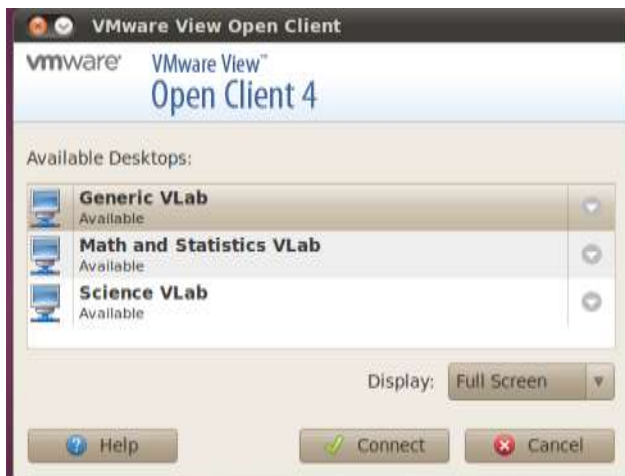 VMware View Open Client
vmware VMware View™
Open Client 4
Available Desktops:
Generic VLab
Available
Math and Statistics VLab
Available
Science VLab
Available
Display: Full Screen
Help Connect Cancel